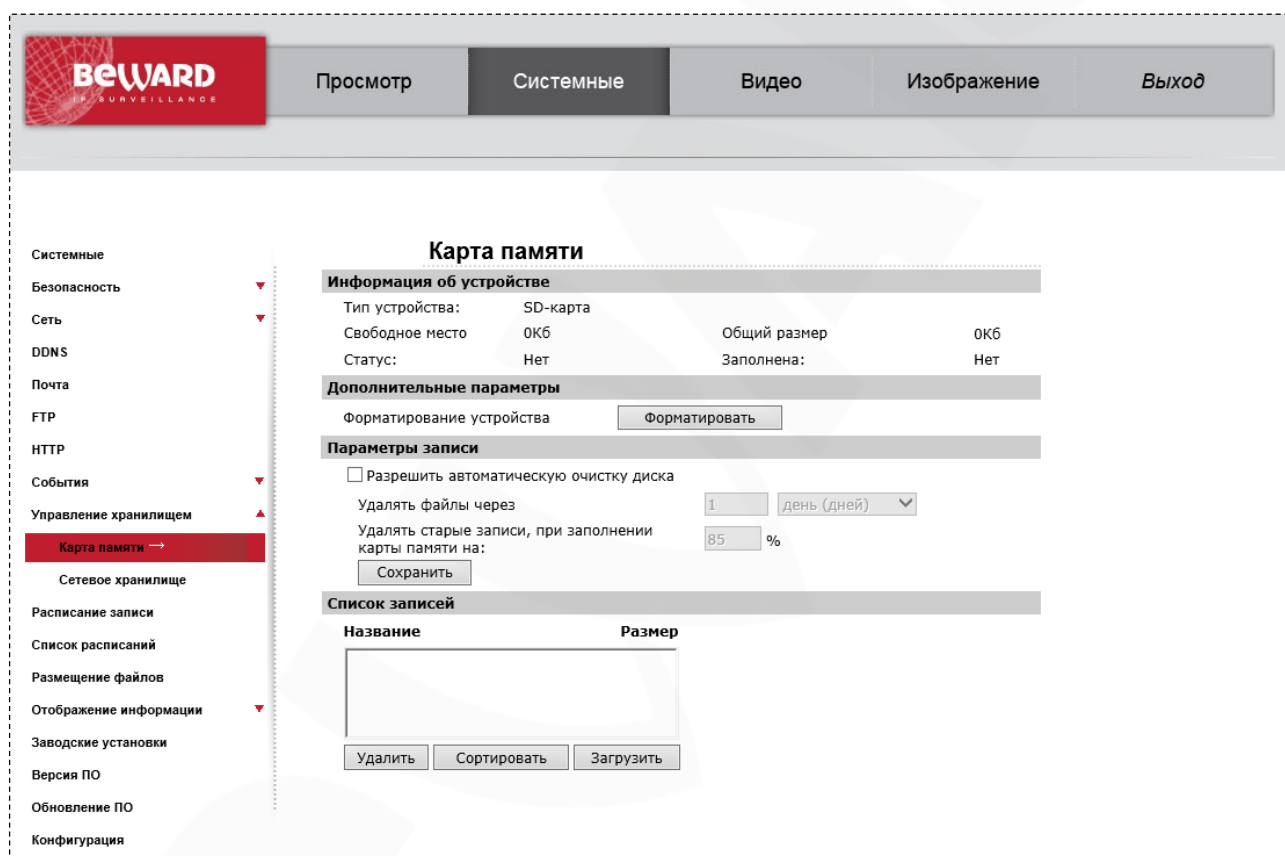 BEWARD
IP SURVEILLANCE
Просмотр
Системные
Видео
Изображение
Выход
Системные
Безопасность
Сеть
DDNS
Почта
FTP
HTTP
События
Управление хранилищем
Карта памяти →
Сетевое хранилище
Расписание записи
Список расписаний
Размещение файлов
Отображение информации
Заводские установки
Версия ПО
Обновление ПО
Конфигурация
Карта памяти
Информация об устройстве
Тип устройства: SD-карта
Свободное место 0Кб Общий размер 0Кб
Статус: Нет Заполнена: Нет
Дополнительные параметры
Форматирование устройства Форматировать
Параметры записи
Разрешить автоматическую очистку диска
Удалять файлы через 1 день (дней)
Удалять старые записи, при заполнении
карты памяти на: 85 %
Сохранить
Список записей
Название Размер
Удалить Сортировать Загрузить